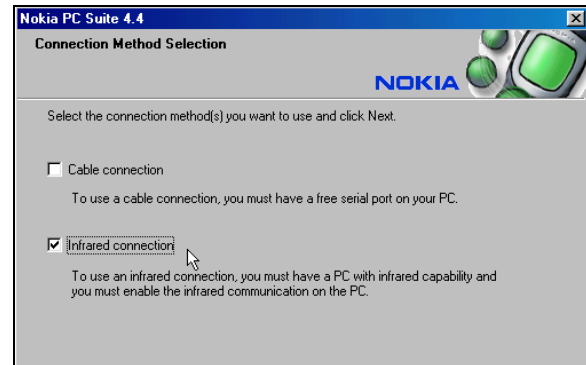 Nokia PC Suite 4.4
Connection Method Selection
NOKIA
Select the connection method(s) you want to use and click Next.
Cable connection
To use a cable connection, you must have a free serial port on your PC.
Infrared connection
To use an infrared connection, you must have a PC with infrared capability and
you must enable the infrared communication on the PC.